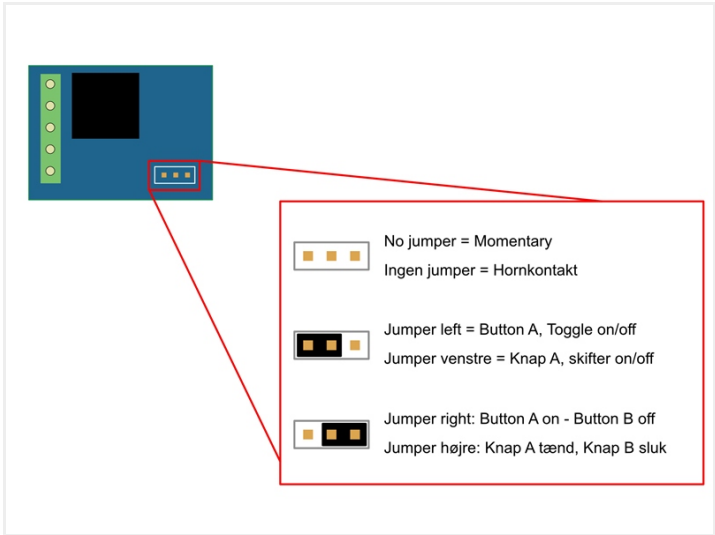 No jumper = Momentary
Ingen jumper = Hornkontakt
Jumper left = Button A, Toggle on/off
Jumper venstre = Knap A, skifter on/off
Jumper right: Button A on - Button B off
Jumper højre: Knap A tænd, Knap B sluk